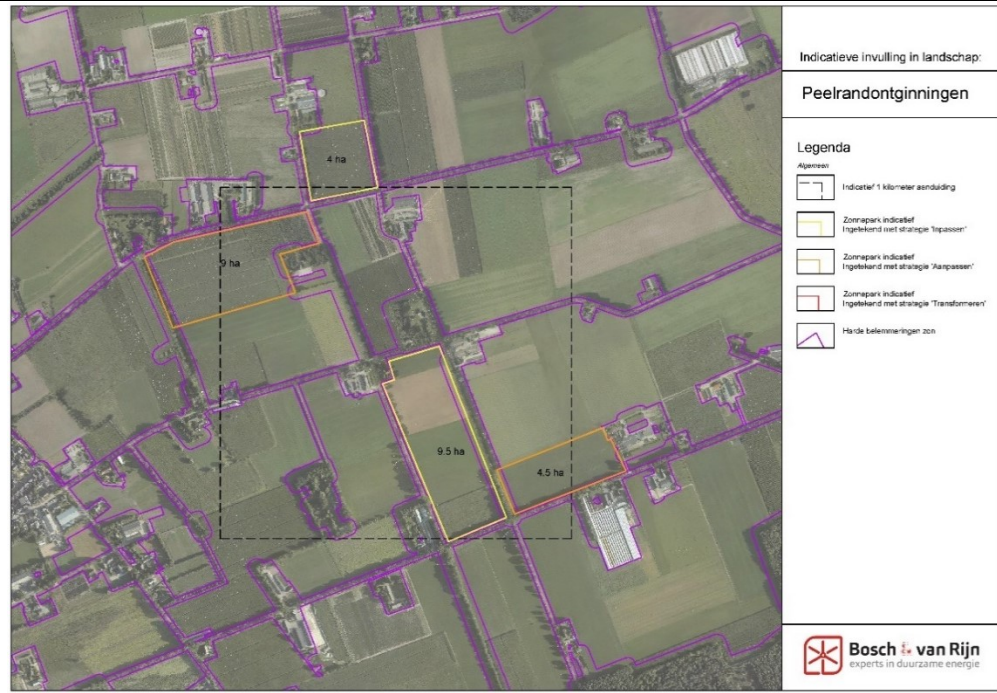 Indicatieve invulling in landschap:
Peelrandontginningen
Legenda
Algemeen
Indicatief 1 kilometer aanduiding
Zonnepark indicatief
Ingetekend met strategie 'Inpassen'
Zonnepark indicatief
Ingetekend met strategie 'Aanpassen'
Zonnepark indicatief
Ingetekend met strategie 'Transformeren'
Harde belemmeringen zon
4 ha
9 ha
9.5 ha
4.5 ha
Bosch & van Rijn
experts in duurzame energie